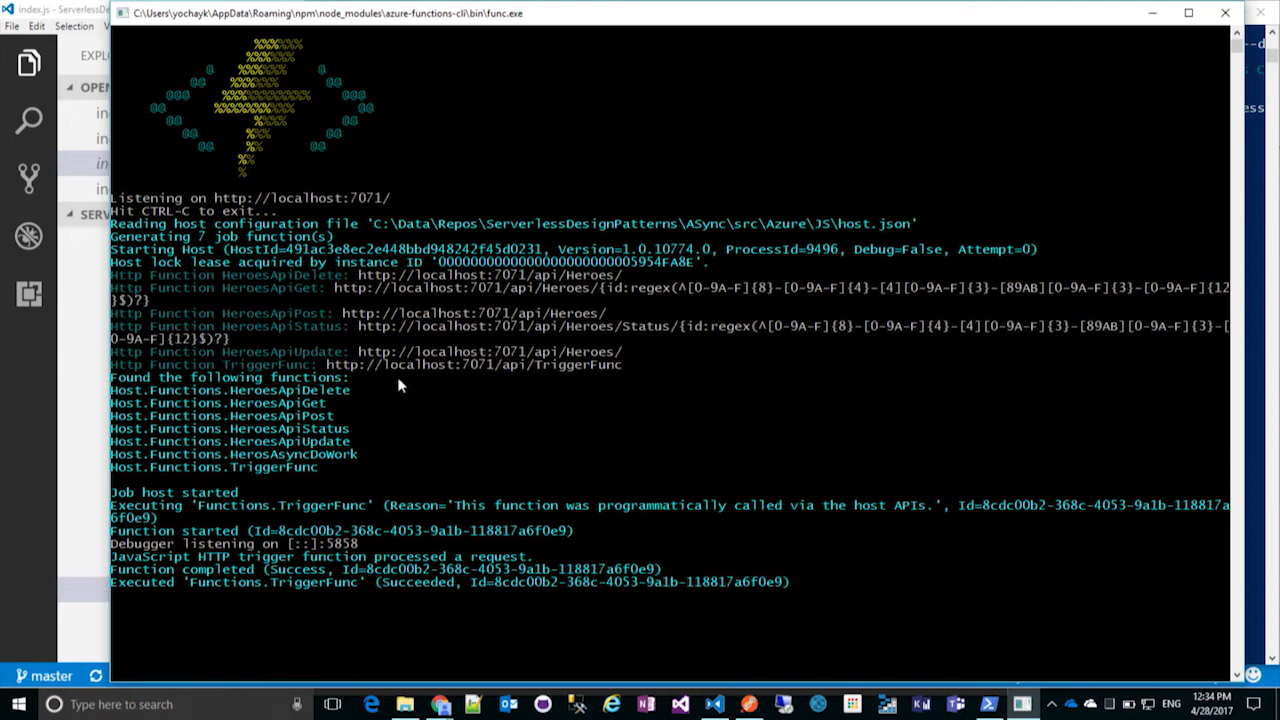 index.js - ServerlessDe
C:\Users\yochayk\AppData\Roaming\npm\node_modules\azure-functions-cli\bin\func.exe
File Edit Selection
EXPL
OPEN
SERV
Listening on http://localhost:7071/
Hit CTRL-C to exit...
Reading host configuration file 'C:\Data\Repos\ServerlessDesignPatterns\ASync\src\Azure\JS\host.json'
Generating 7 job function(s)
Starting Host (HostId=491ac3e8ec2e448bbd948242f45d0231, Version=1.0.10774.0, ProcessId=9496, Debug=False, Attempt=0)
Host lock lease acquired by instance ID '0000000000000000000000005954FA8E'.
Http Function HeroesApiDelete: http://localhost:7071/api/Heroes/
Http Function HeroesApiGet: http://localhost:7071/api/Heroes/{id:regex(^[0-9A-F]{8}-[0-9A-F]{4}-[4][0-9A-F]{3}-[89AB][0-9A-F]{3}-[0-9A-F]{12
}$)?}
Http Function HeroesApiPost: http://localhost:7071/api/Heroes/
Http Function HeroesApiStatus: http://localhost:7071/api/Heroes/Status/{id:regex(^[0-9A-F]{8}-[0-9A-F]{4}-[4][0-9A-F]{3}-[89AB][0-9A-F]{3}-[
0-9A-F]{12}$)?}
Http Function HeroesApiUpdate: http://localhost:7071/api/Heroes/
Http Function TriggerFunc: http://localhost:7071/api/TriggerFunc
Found the following functions:
Host.Functions.HeroesApiDelete
Host.Functions.HeroesApiGet
Host.Functions.HeroesApiPost
Host.Functions.HeroesApiStatus
Host.Functions.HeroesApiUpdate
Host.Functions.HerosAsyncDoWork
Host.Functions.TriggerFunc
Job host started
Executing 'Functions.TriggerFunc' (Reason='This function was programmatically called via the host APIs.', Id=8cdc00b2-368c-4053-9a1b-118817a
6f0e9)
Function started (Id=8cdc00b2-368c-4053-9a1b-118817a6f0e9)
Debugger listening on [::]:5858
JavaScript HTTP trigger function processed a request.
Function completed (Success, Id=8cdc00b2-368c-4053-9a1b-118817a6f0e9)
Executed 'Functions.TriggerFunc' (Succeeded, Id=8cdc00b2-368c-4053-9a1b-118817a6f0e9)
master
Type here to search
ENG
12:34 PM
4/28/2017